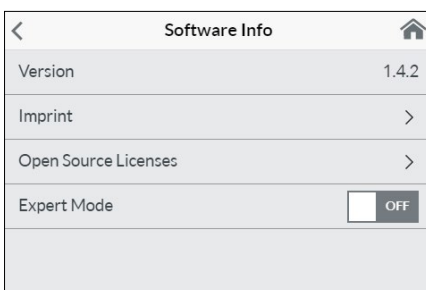 Software Info
Version 1.4.2
Imprint
Open Source Licenses
Expert Mode OFF